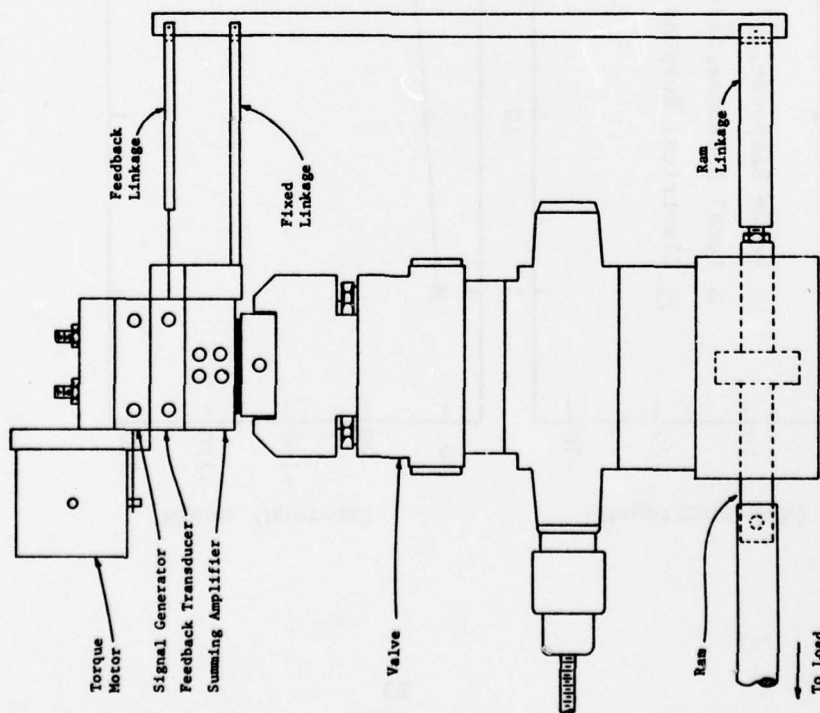 Feedback
Linkage
Fixed
Linkage
Ram
Linkage
Torque
Motor
Signal Generator
Feedback Transducer
Summing Amplifier
Valve
Ram
To Load